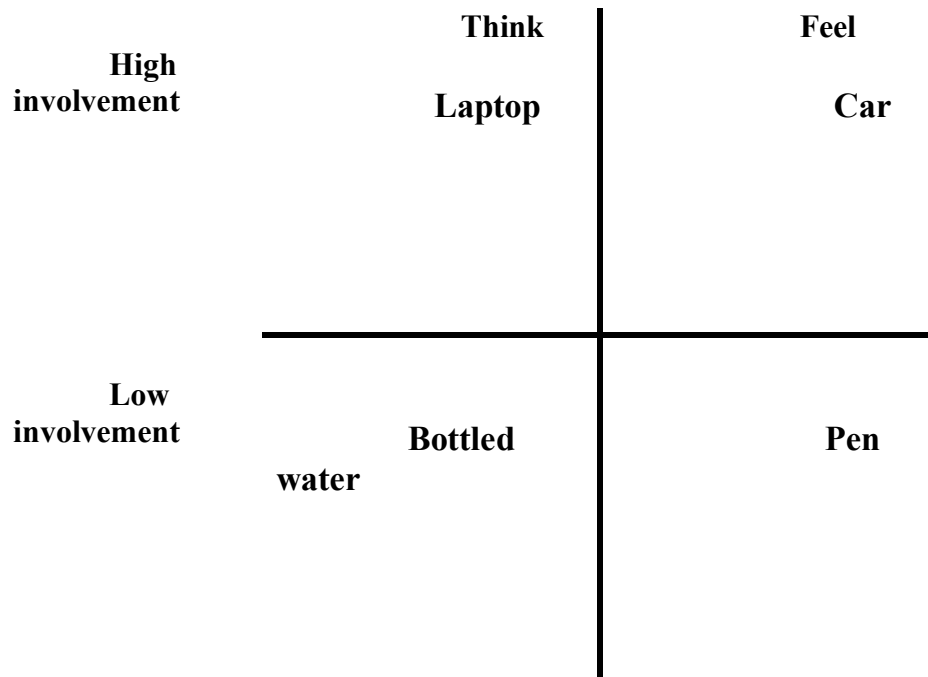 Think Feel
High
involvement
Laptop Car
Low
involvement
Bottled Pen
water